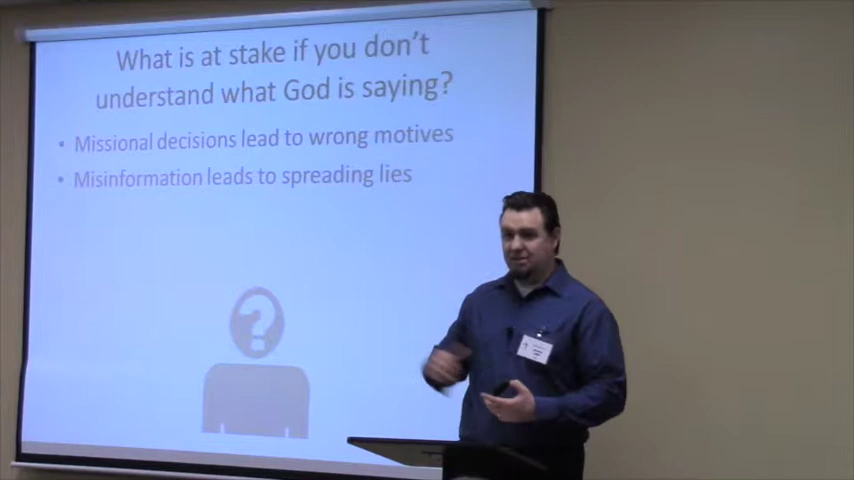 What is at stake if you don't
understand what God is saying?
• Missional decisions lead to wrong motives
• Misinformation leads to spreading lies
?